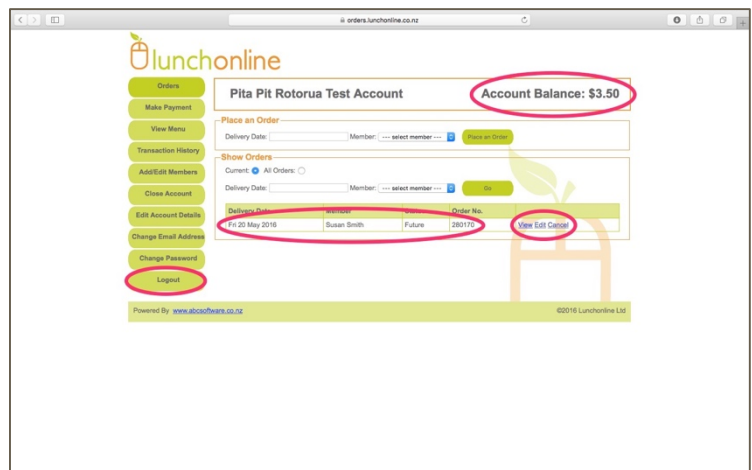 orders.lunchonline.co.nz
lunchonline
Orders
Make Payment
View Menu
Transaction History
Add/Edit Members
Close Account
Edit Account Details
Change Email Address
Change Password
Logout
Pita Pit Rotorua Test Account Account Balance: $3.50
Place an Order
Delivery Date: Member: --- select member --- Place an Order
Show Orders
Current: All Orders:
Delivery Date: Member: --- select member --- Go
Delivery Date Member Status Order No.
Fri 20 May 2016 Susan Smith Future 280170 View Edit Cancel
Powered By www.abcsoftware.co.nz ©2016 Lunchonline Ltd